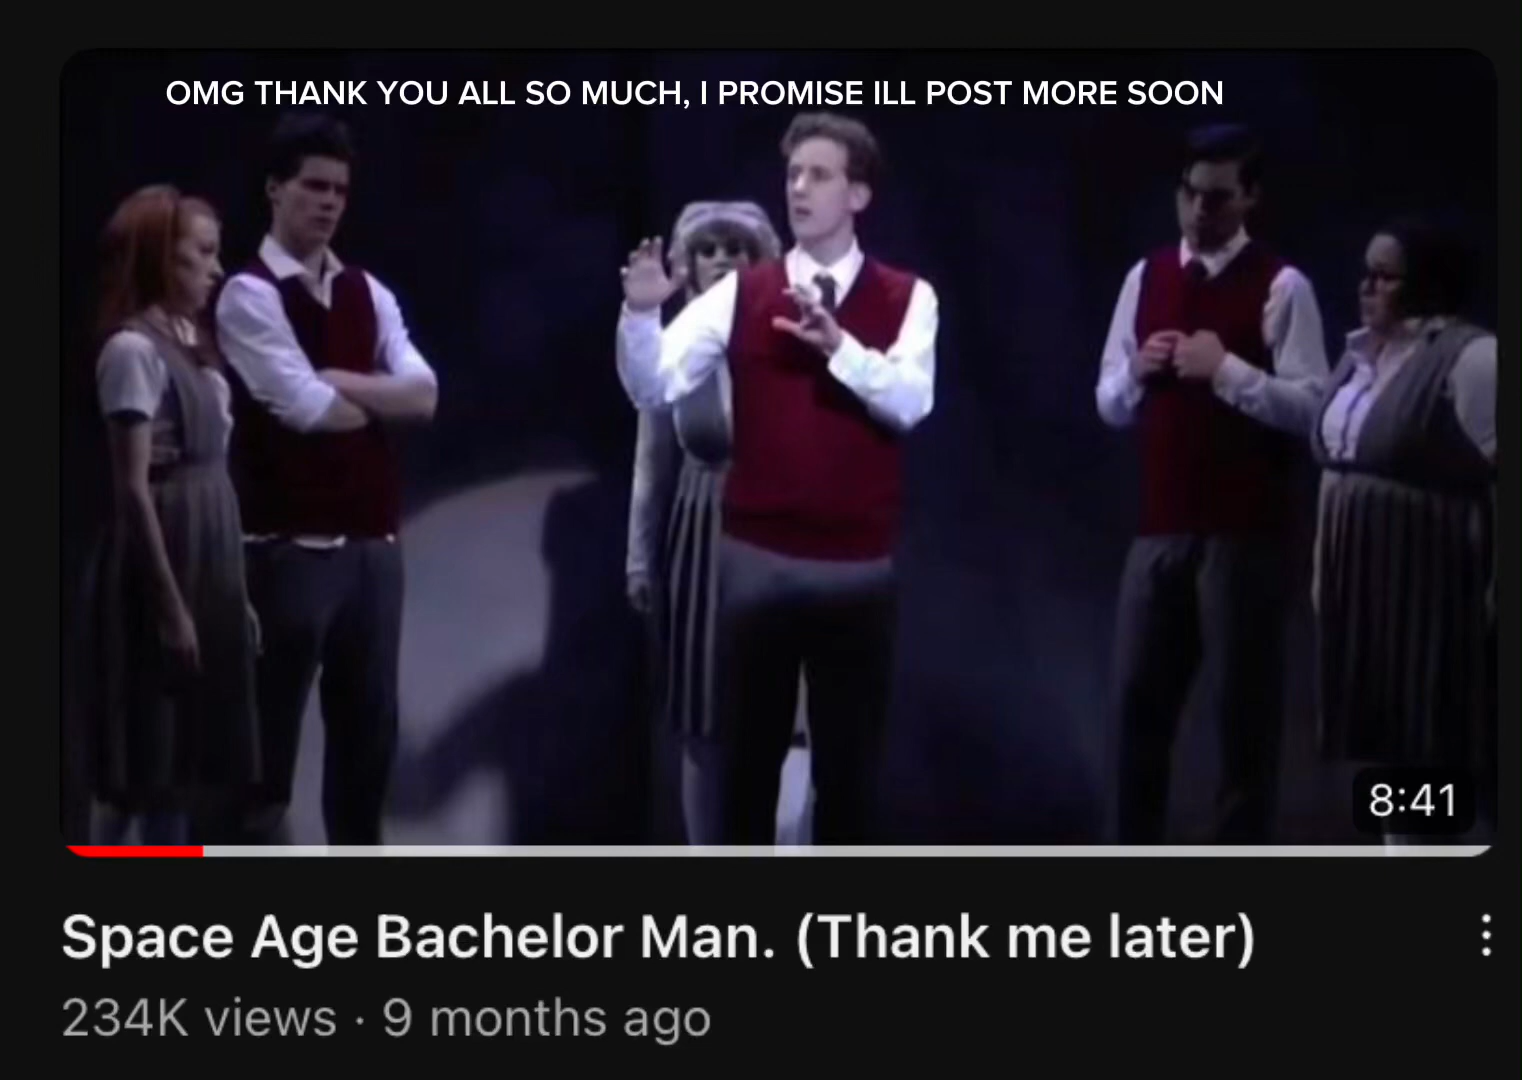 OMG THANK YOU ALL SO MUCH, I PROMISE ILL POST MORE SOON
8:41
Space Age Bachelor Man. (Thank me later)
234K views · 9 months ago